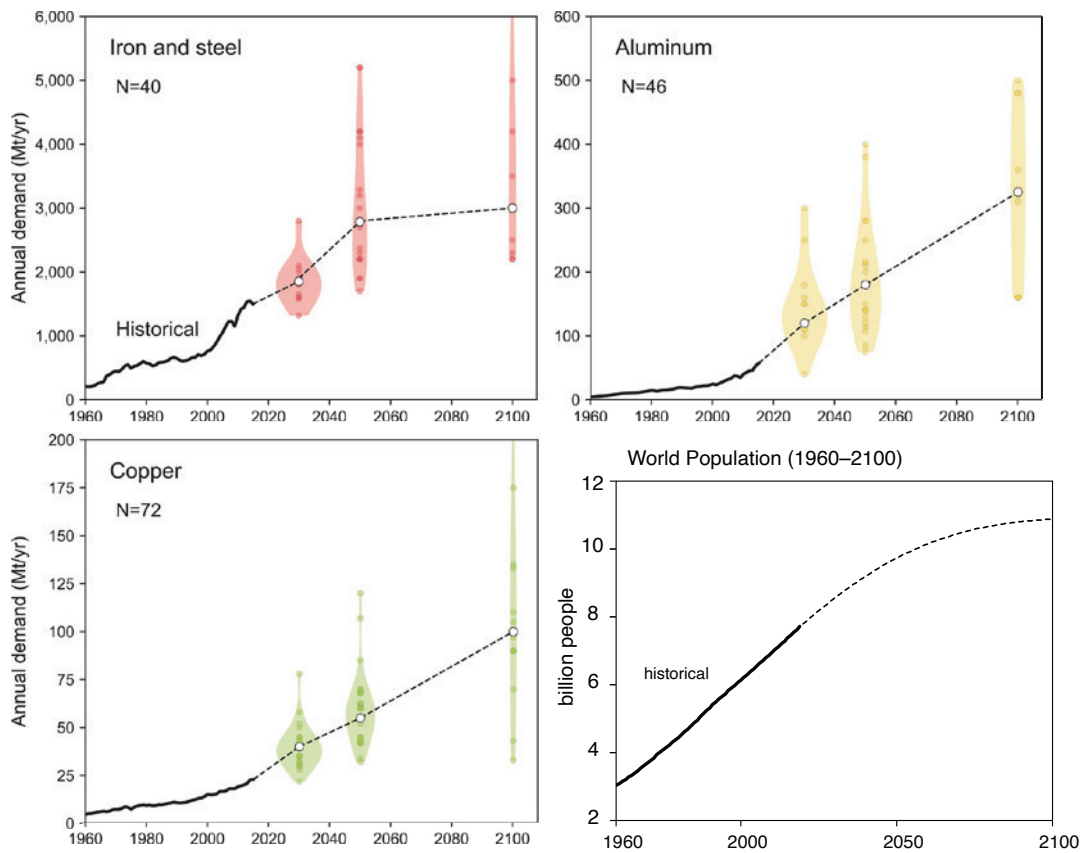 Iron and steel
N=40
Historical
Annual demand (Mt/yr)
6,000
5,000
4,000
3,000
2,000
1,000
0
1960 1980 2000 2020 2040 2060 2080 2100
Aluminum
N=46
600
500
400
300
200
100
0
1960 1980 2000 2020 2040 2060 2080 2100
Copper
N=72
Annual demand (Mt/yr)
200
175
150
125
100
75
50
25
0
1960 1980 2000 2020 2040 2060 2080 2100
World Population (1960–2100)
billion people
12
10
8
6
4
2
historical
1960 2000 2050 2100